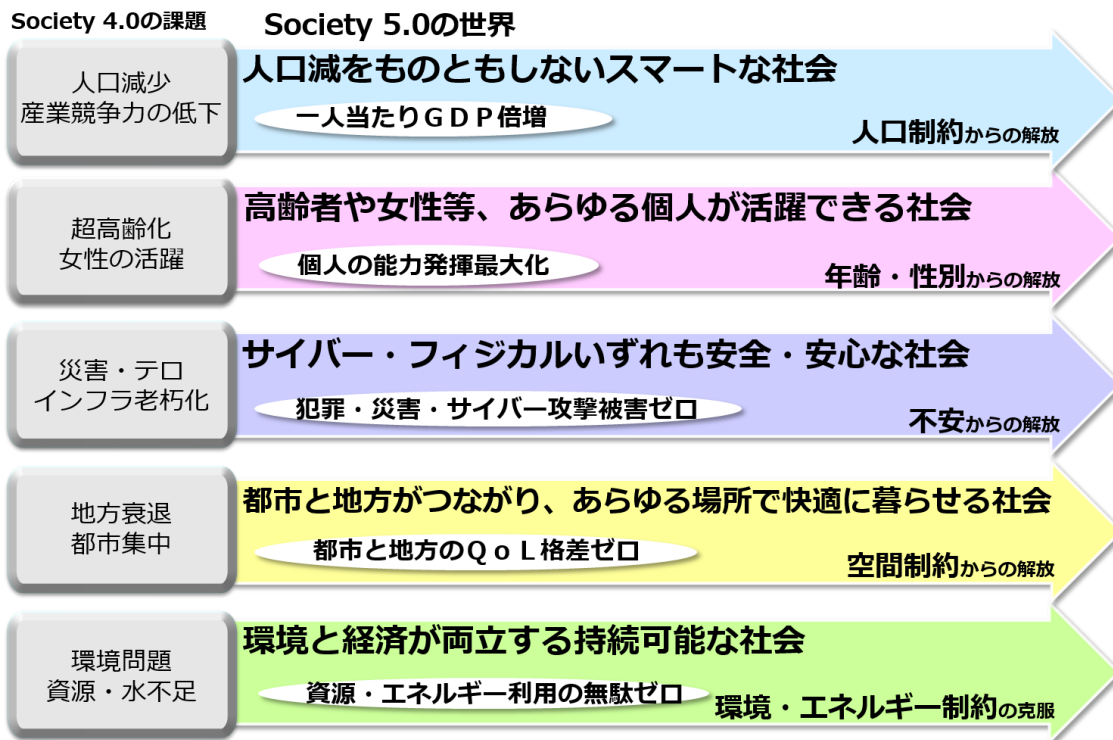 Society 4.0の課題
Society 5.0の世界
人口減少
産業競争力の低下
人口減をものともしないスマートな社会
一人当たりＧＤＰ倍増
人口制約からの解放
超高齢化
女性の活躍
高齢者や女性等、あらゆる個人が活躍できる社会
個人の能力発揮最大化
年齢・性別からの解放
災害・テロ
インフラ老朽化
サイバー・フィジカルいずれも安全・安心な社会
犯罪・災害・サイバー攻撃被害ゼロ
不安からの解放
地方衰退
都市集中
都市と地方がつながり、あらゆる場所で快適に暮らせる社会
都市と地方のＱｏＬ格差ゼロ
空間制約からの解放
環境問題
資源・水不足
環境と経済が両立する持続可能な社会
資源・エネルギー利用の無駄ゼロ
環境・エネルギー制約の克服